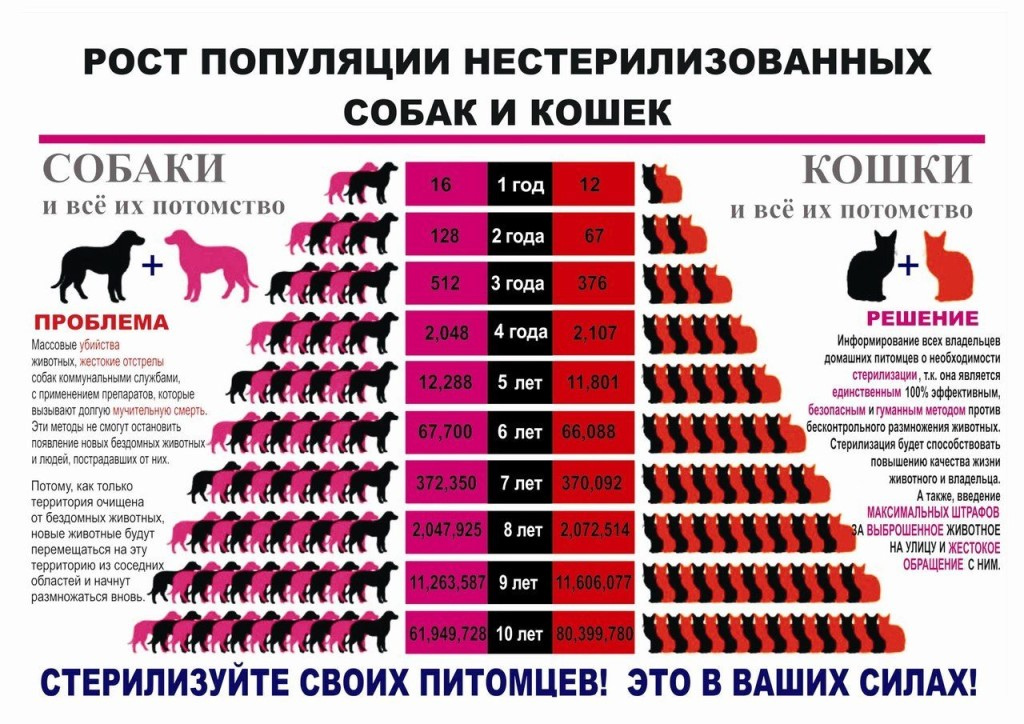 РОСТ ПОПУЛЯЦИИ НЕСТЕРИЛИЗОВАННЫХ
СОБАК И КОШЕК
СОБАКИ
и всё их потомство
КОШКИ
и всё их потомство
+
+
ПРОБЛЕМА
Массовые убийства
животных, жестокие отстрелы
собак коммунальными службами,
с применением препаратов, которые
вызывают долгую мучительную смерть.
Эти методы не смогут остановить
появление новых бездомных животных
и людей, пострадавших от них.
Потому, как только
территория очищена
от бездомных животных,
новые животные будут
перемещаться на эту
территорию из соседних
областей и начнут
размножаться вновь.
16 1 год 12
128 2 года 67
512 3 года 376
2,048 4 года 2,107
12,288 5 лет 11,801
67,700 6 лет 66,088
372,350 7 лет 370,092
2,047,925 8 лет 2,072,514
11,263,587 9 лет 11,606,077
61,949,728 10 лет 80,399,780
РЕШЕНИЕ
Информирование всех владельцев
домашних питомцев о необходимости
стерилизации, т.к. она является
единственным 100% эффективным,
безопасным и гуманным методом против
бесконтрольного размножения животных.
Стерилизация будет способствовать
повышению качества жизни
животного и владельца.
А также, введение
МАКСИМАЛЬНЫХ ШТРАФОВ
ЗА ВЫБРОШЕННОЕ ЖИВОТНОЕ
НА УЛИЦУ И ЖЕСТОКОЕ
ОБРАЩЕНИЕ С НИМ.
СТЕРИЛИЗУЙТЕ СВОИХ ПИТОМЦЕВ! ЭТО В ВАШИХ СИЛАХ!